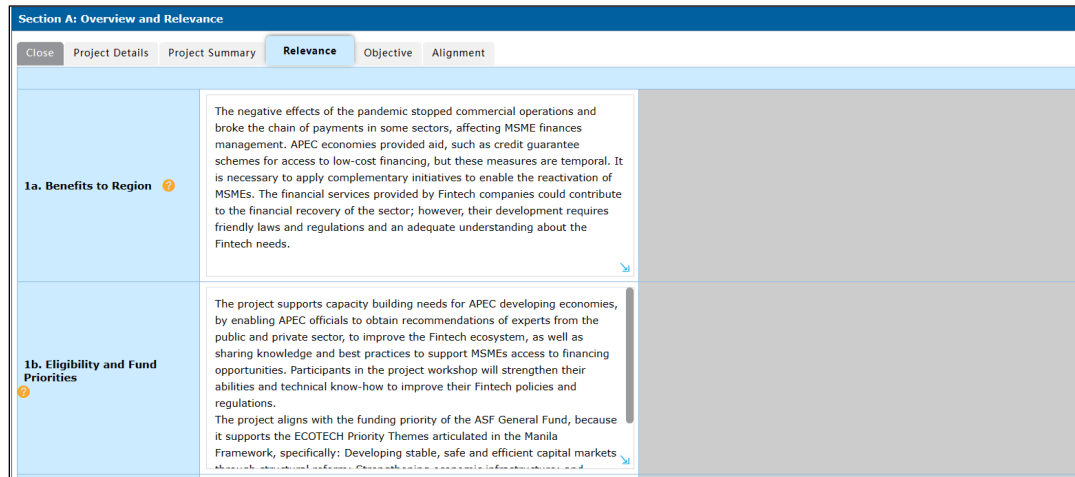 Section A: Overview and Relevance
Close Project Details Project Summary Relevance Objective Alignment
1a. Benefits to Region ?
The negative effects of the pandemic stopped commercial operations and
broke the chain of payments in some sectors, affecting MSME finances
management. APEC economies provided aid, such as credit guarantee
schemes for access to low-cost financing, but these measures are temporal. It
is necessary to apply complementary initiatives to enable the reactivation of
MSMEs. The financial services provided by Fintech companies could contribute
to the financial recovery of the sector; however, their development requires
friendly laws and regulations and an adequate understanding about the
Fintech needs.
1b. Eligibility and Fund
Priorities
?
The project supports capacity building needs for APEC developing economies,
by enabling APEC officials to obtain recommendations of experts from the
public and private sector, to improve the Fintech ecosystem, as well as
sharing knowledge and best practices to support MSMEs access to financing
opportunities. Participants in the project workshop will strengthen their
abilities and technical know-how to improve their Fintech policies and
regulations.
The project aligns with the funding priority of the ASF General Fund, because
it supports the ECOTECH Priority Themes articulated in the Manila
Framework, specifically: Developing stable, safe and efficient capital markets
through structural reform; Strengthening economic infrastructure; and